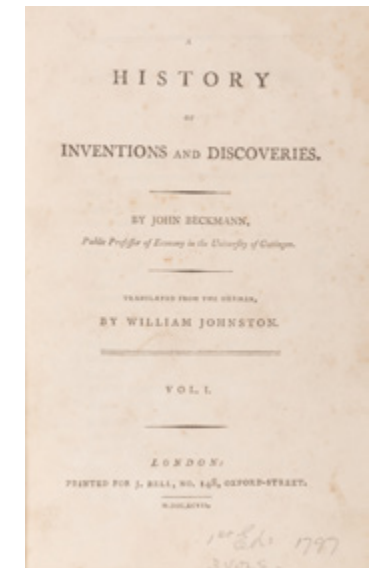 A
HISTORY
OF
INVENTIONS AND DISCOVERIES.
BY JOHN BECKMANN,
Public Professor of Economy in the University of Gottingen.
TRANSLATED FROM THE GERMAN,
BY WILLIAM JOHNSTON.
VOL. I.
LONDON:
PRINTED FOR J. BELL, NO. 148, OXFORD-STREET.
1st Ed. 1797